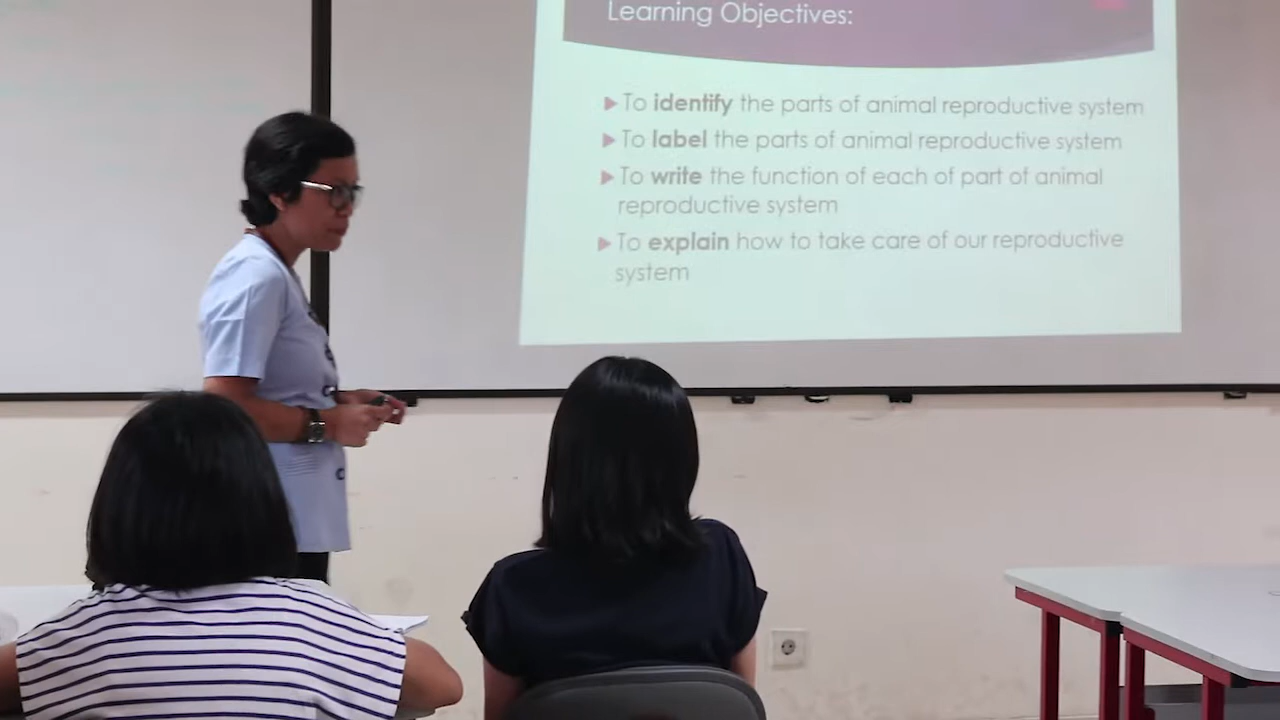 Learning Objectives:
To identify the parts of animal reproductive system
To label the parts of animal reproductive system
To write the function of each of part of animal
reproductive system
To explain how to take care of our reproductive
system